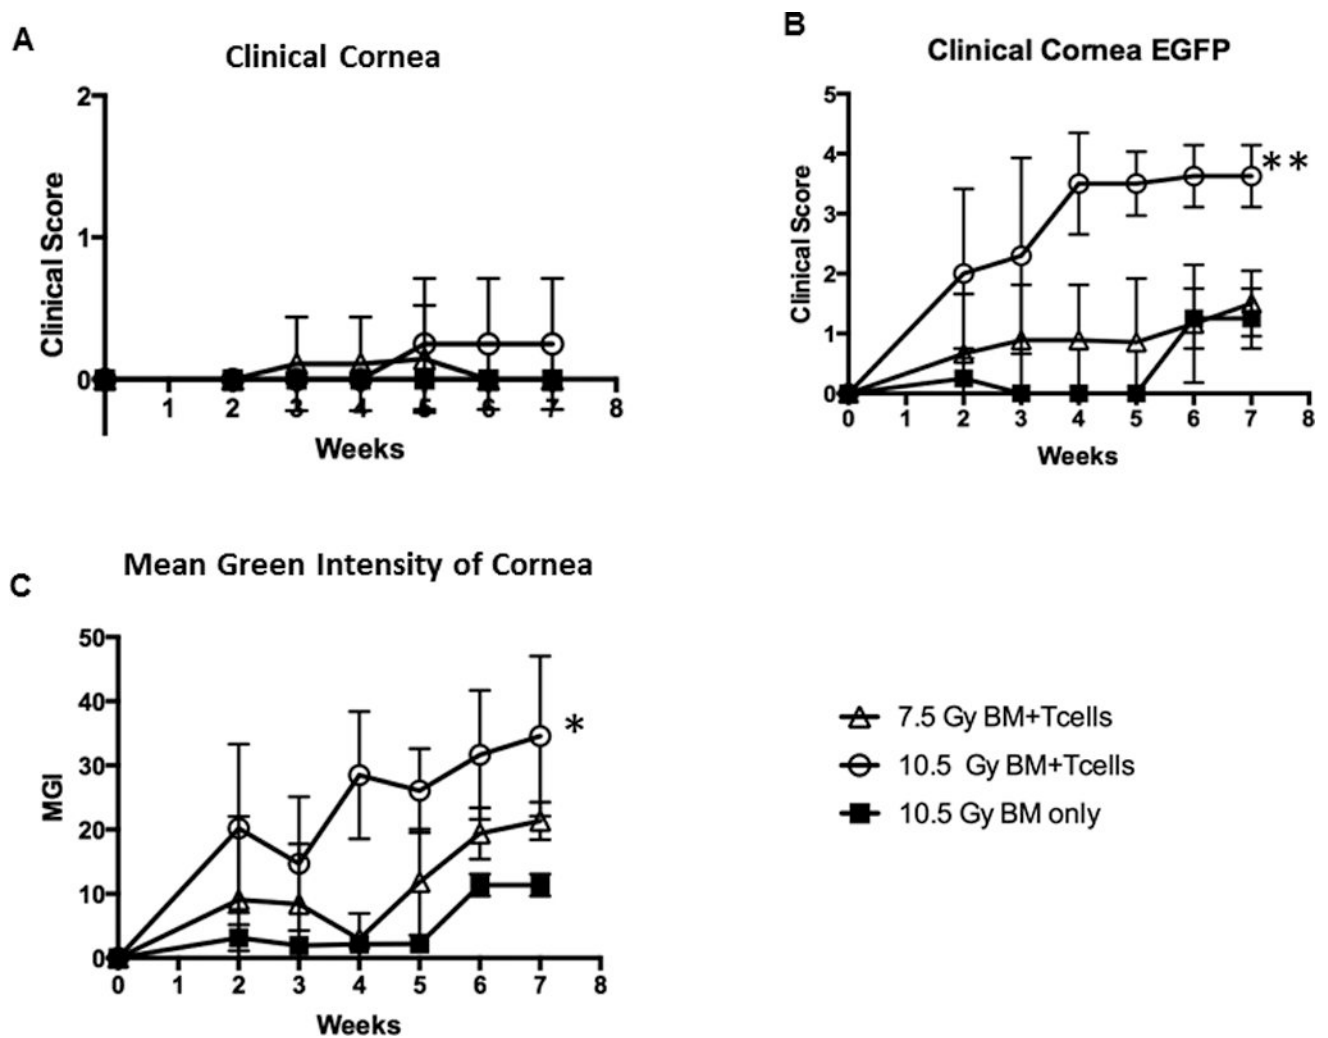 A
Clinical Cornea
2
1
0
Clinical Score
1 2 3 4 5 6 7 8
Weeks
B
Clinical Cornea EGFP
5
4
3
2
1
0
Clinical Score
**
0 1 2 3 4 5 6 7 8
Weeks
C
Mean Green Intensity of Cornea
50
40
30
20
10
0
MGI
*
0 1 2 3 4 5 6 7 8
Weeks
7.5 Gy BM+Tcells
10.5 Gy BM+Tcells
10.5 Gy BM only